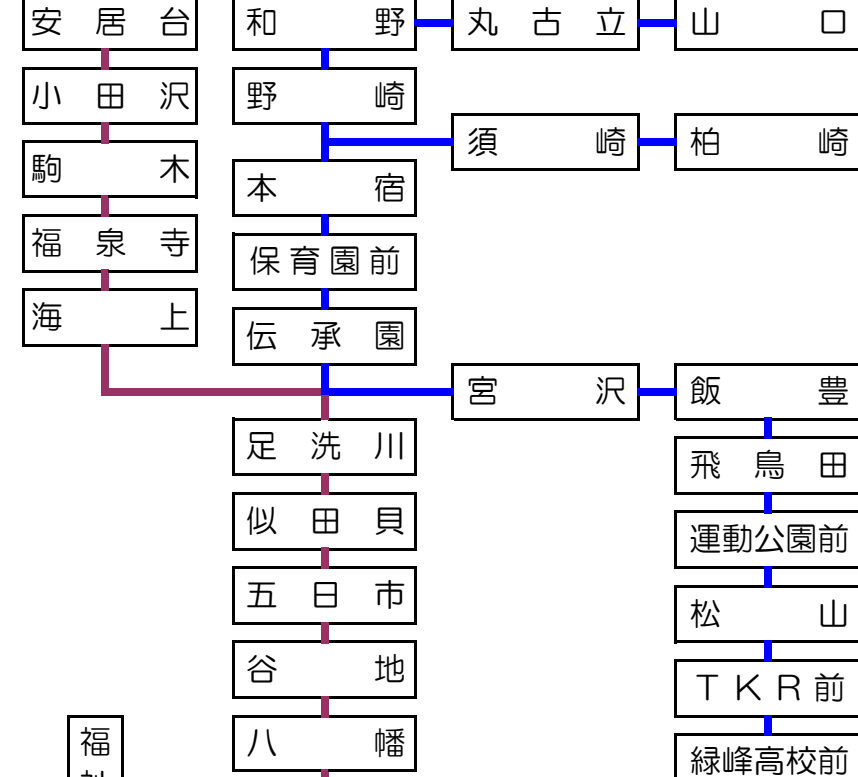 安居台
小田沢
駒木
福泉寺
海上
和野
野崎
本宿
保育園前
伝承園
足洗川
似田貝
五日市
谷地
八幡
丸古立
山口
須崎
柏崎
宮沢
飯豊
飛鳥田
運動公園前
松山
TKR前
緑峰高校前
福